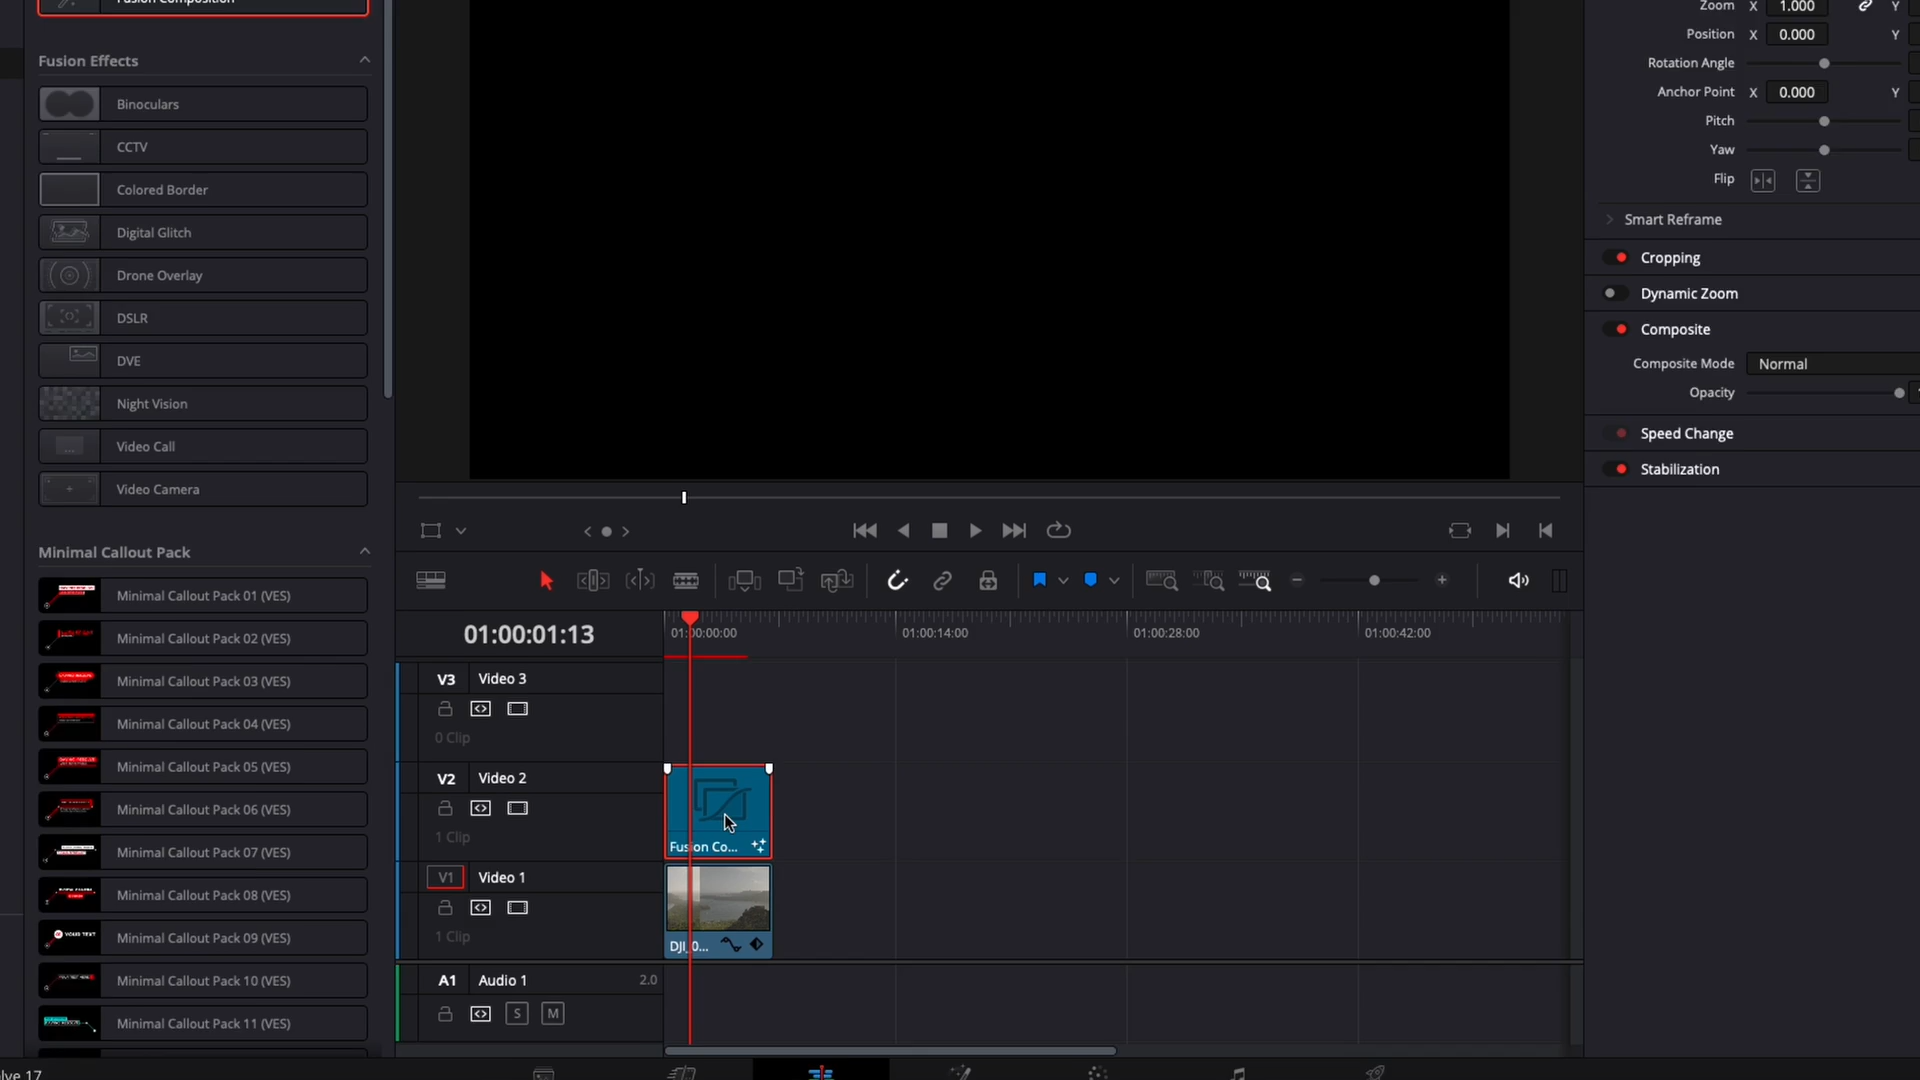 Fusion Composition
Fusion Effects
Binoculars
CCTV
Colored Border
Digital Glitch
Drone Overlay
DSLR
DVE
Night Vision
Video Call
Video Camera
Minimal Callout Pack
Minimal Callout Pack 01 (VES)
Minimal Callout Pack 02 (VES)
Minimal Callout Pack 03 (VES)
Minimal Callout Pack 04 (VES)
Minimal Callout Pack 05 (VES)
Minimal Callout Pack 06 (VES)
Minimal Callout Pack 07 (VES)
Minimal Callout Pack 08 (VES)
YOUR TEXT
Minimal Callout Pack 09 (VES)
Minimal Callout Pack 10 (VES)
Minimal Callout Pack 11 (VES)
lve 17
01:00:01:13
01:00:00:00
01:00:14:00
01:00:28:00
01:00:42:00
V3 Video 3
0 Clip
V2 Video 2
1 Clip
Fusion Co...
V1 Video 1
1 Clip
DJI_0...
A1 Audio 1 2.0
S M
Zoom X 1.000 Y
Position X 0.000 Y
Rotation Angle
Anchor Point X 0.000 Y
Pitch
Yaw
Flip
Smart Reframe
Cropping
Dynamic Zoom
Composite
Composite Mode Normal
Opacity
Speed Change
Stabilization